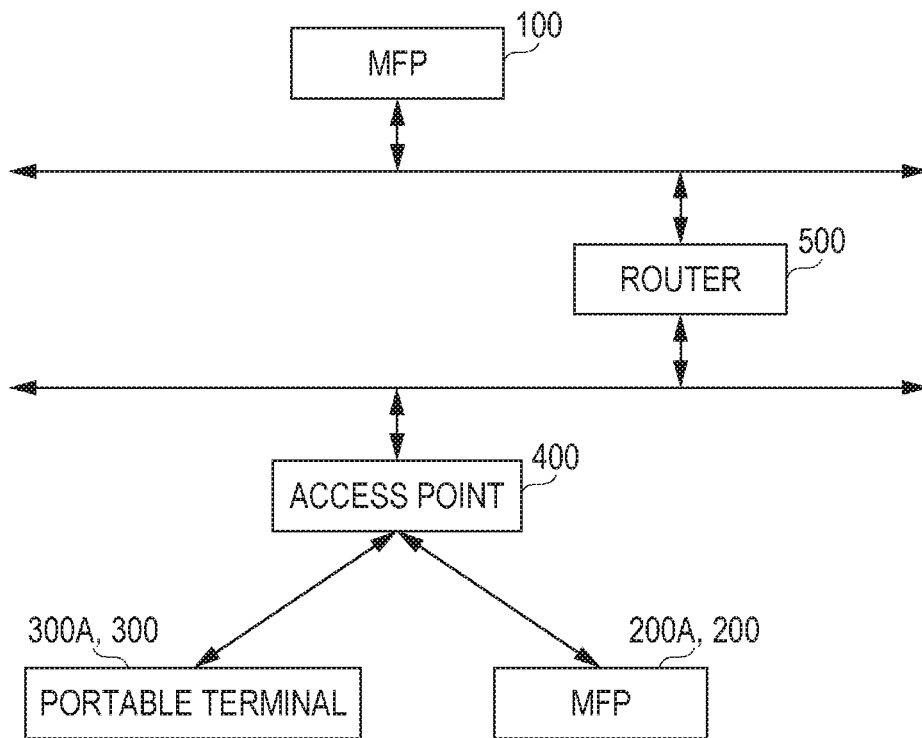 100
MFP
500
ROUTER
400
ACCESS POINT
300A, 300
200A, 200
PORTABLE TERMINAL
MFP